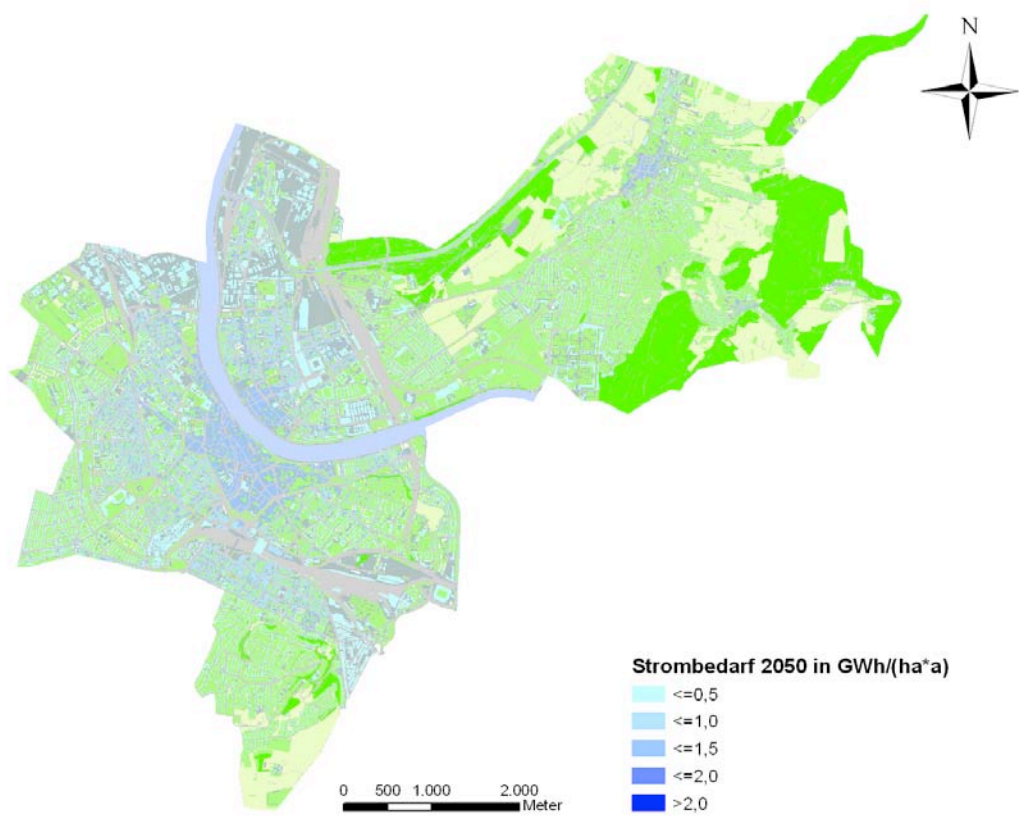 N
Strombedarf 2050 in GWh/(ha*a)
<=0,5
<=1,0
<=1,5
<=2,0
>2,0
0 500 1.000 2.000
Meter